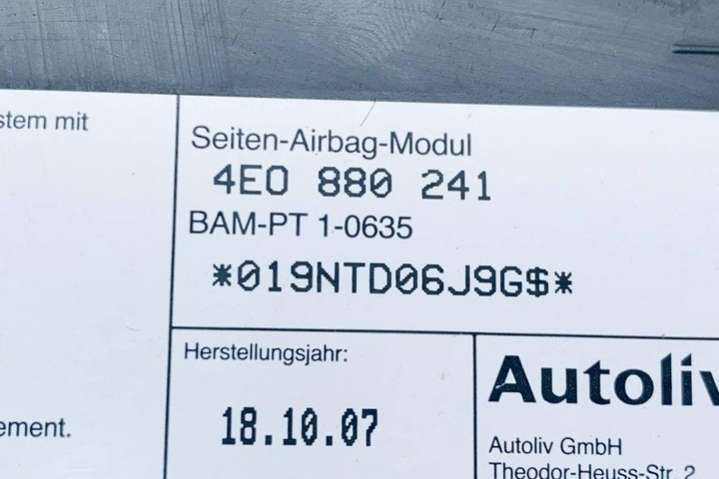 stem mit
Seiten-Airbag-Modul
4E0 880 241
BAM-PT 1-0635
*019NTD06J9G$*
Herstellungsjahr:
18.10.07
ement.
Autoliv
Autoliv GmbH
Theodor-Heuss-Str. 2